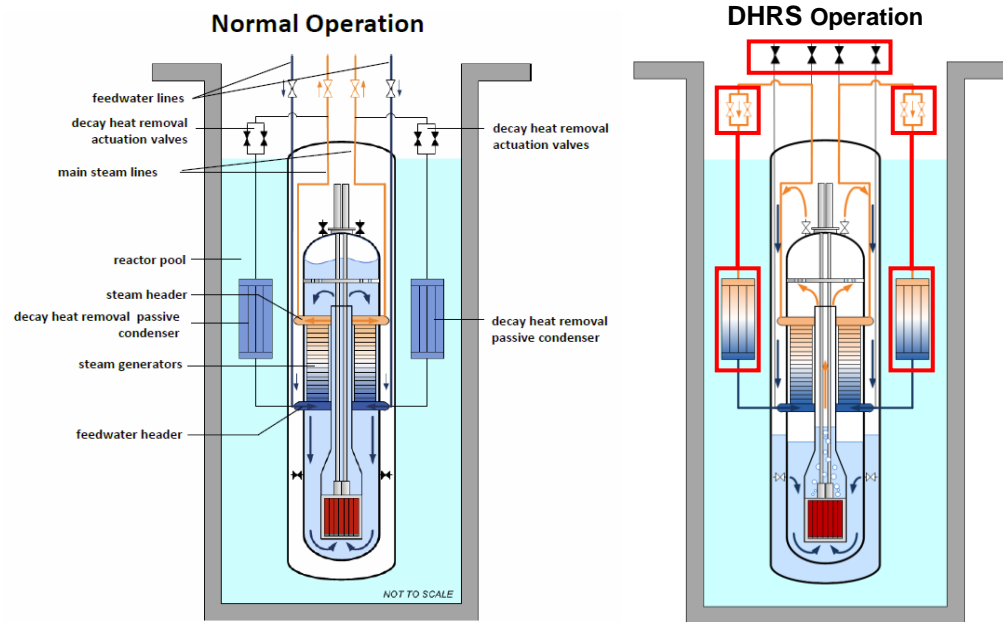 Normal Operation
DHRS Operation
feedwater lines
decay heat removal
actuation valves
decay heat removal
actuation valves
main steam lines
reactor pool
steam header
decay heat removal passive
condenser
decay heat removal
passive condenser
steam generators
feedwater header
NOT TO SCALE